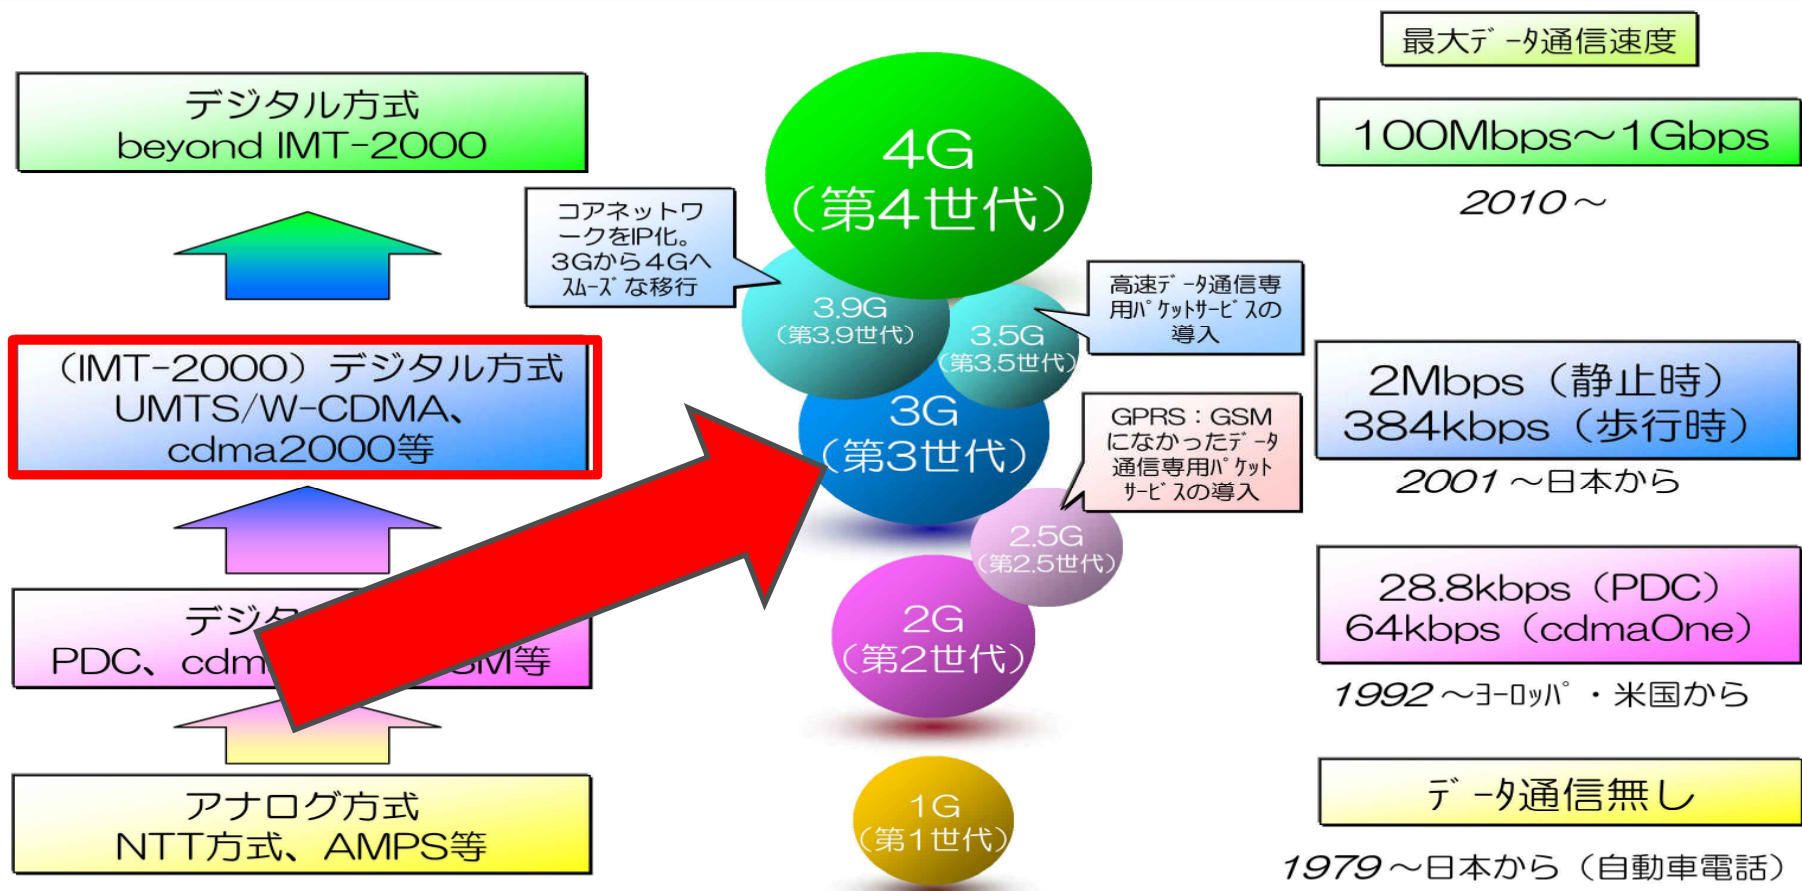 最大ﾃﾞｰﾀ通信速度
デジタル方式
beyond IMT-2000
4G
(第4世代)
100Mbps～1Gbps
2010～
コアネットワ
ークをIP化。
3Gから4Gへ
ｽﾑｰｽﾞな移行
3.9G
(第3.9世代)
3.5G
(第3.5世代)
高速ﾃﾞｰﾀ通信専
用ﾊﾟｹｯﾄｻｰﾋﾞｽの
導入
(IMT-2000) デジタル方式
UMTS/W-CDMA、
cdma2000等
3G
(第3世代)
2Mbps（静止時）
384kbps（歩行時）
2001～日本から
GPRS：GSM
になかったﾃﾞｰﾀ
通信専用ﾊﾟｹｯﾄ
ｻｰﾋﾞｽの導入
2.5G
(第2.5世代)
デジタ
PDC、cdm
SM等
2G
(第2世代)
28.8kbps（PDC）
64kbps（cdmaOne）
1992～ﾖｰﾛｯﾊﾟ・米国から
アナログ方式
NTT方式、AMPS等
1G
(第1世代)
ﾃﾞｰﾀ通信無し
1979～日本から（自動車電話）